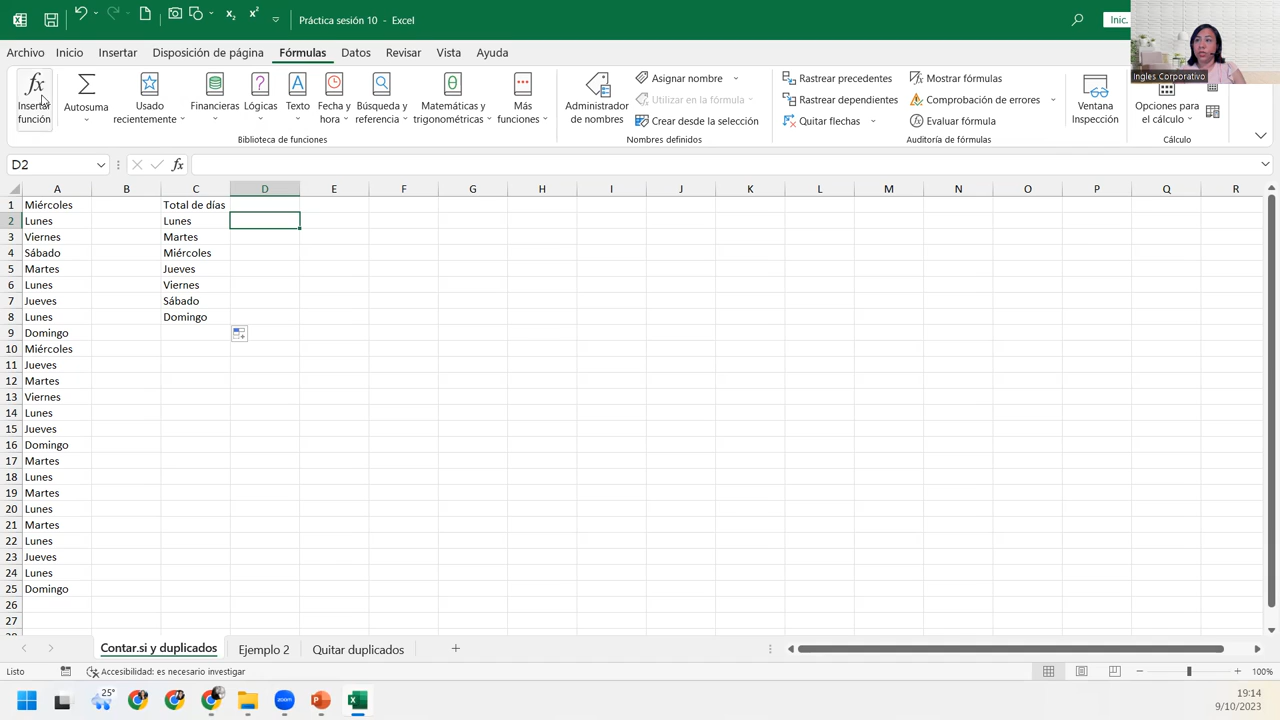 Práctica sesión 10 - Excel
Inic.
Archivo Inicio Insertar Disposición de página Fórmulas Datos Revisar Vista Ayuda
Ingles Corporativo
Insertar función
Autosuma
Usado recientemente
Financieras
Lógicas
Texto
Fecha y hora
Búsqueda y referencia
Matemáticas y trigonométricas
Más funciones
Biblioteca de funciones
Administrador de nombres
Asignar nombre
Utilizar en la fórmula
Crear desde la selección
Nombres definidos
Rastrear precedentes
Rastrear dependientes
Quitar flechas
Mostrar fórmulas
Comprobación de errores
Evaluar fórmula
Auditoría de fórmulas
Ventana Inspección
Opciones para el cálculo
Cálculo
D2 fx
A B C D E F G H I J K L M N O P Q R
1 Miércoles Total de días
2 Lunes Lunes
3 Viernes Martes
4 Sábado Miércoles
5 Martes Jueves
6 Lunes Viernes
7 Jueves Sábado
8 Lunes Domingo
9 Domingo
10 Miércoles
11 Jueves
12 Martes
13 Viernes
14 Lunes
15 Jueves
16 Domingo
17 Martes
18 Lunes
19 Martes
20 Lunes
21 Martes
22 Lunes
23 Jueves
24 Lunes
25 Domingo
26
27
Contar.si y duplicados Ejemplo 2 Quitar duplicados
Listo Accesibilidad: es necesario investigar 100%
25°
zoom
19:14
9/10/2023